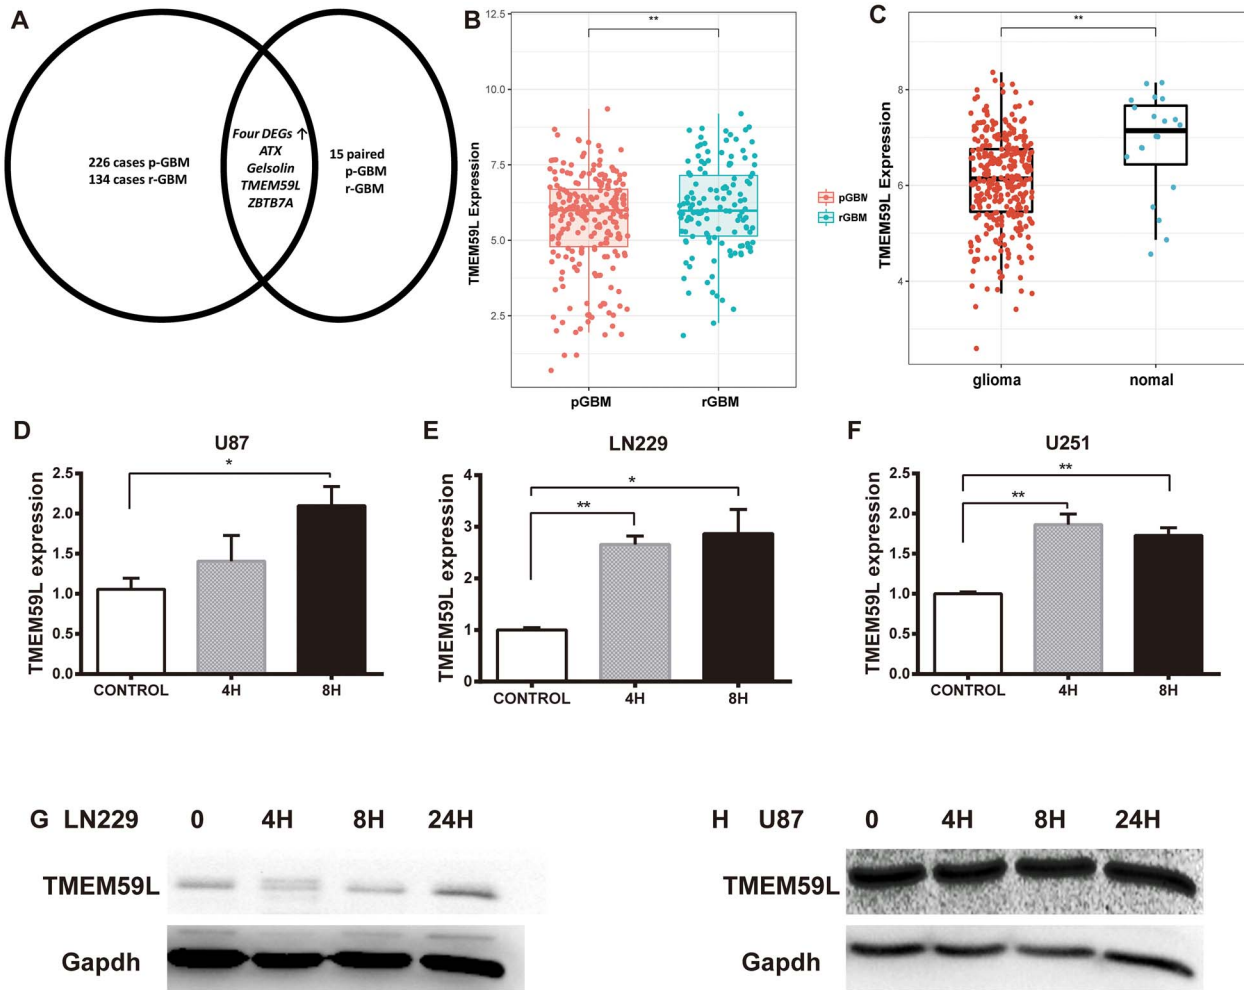 A
226 cases p-GBM
134 cases r-GBM
Four DEGs ↑
ATX
Gelsolin
TMEM59L
ZBTB7A
15 paired
p-GBM
r-GBM
B
**
TMEM59L Expression
12.5
10.0
7.5
5.0
2.5
pGBM
rGBM
pGBM
rGBM
C
**
TMEM59L Expression
8
6
4
glioma
nomal
D
U87
*
TMEM59L expression
2.5
2.0
1.5
1.0
0.5
0.0
CONTROL
4H
8H
E
LN229
*
**
TMEM59L expression
4
3
2
1
0
CONTROL
4H
8H
F
U251
**
**
TMEM59L expression
2.5
2.0
1.5
1.0
0.5
0.0
CONTROL
4H
8H
G LN229 0 4H 8H 24H
TMEM59L
Gapdh
H U87 0 4H 8H 24H
TMEM59L
Gapdh